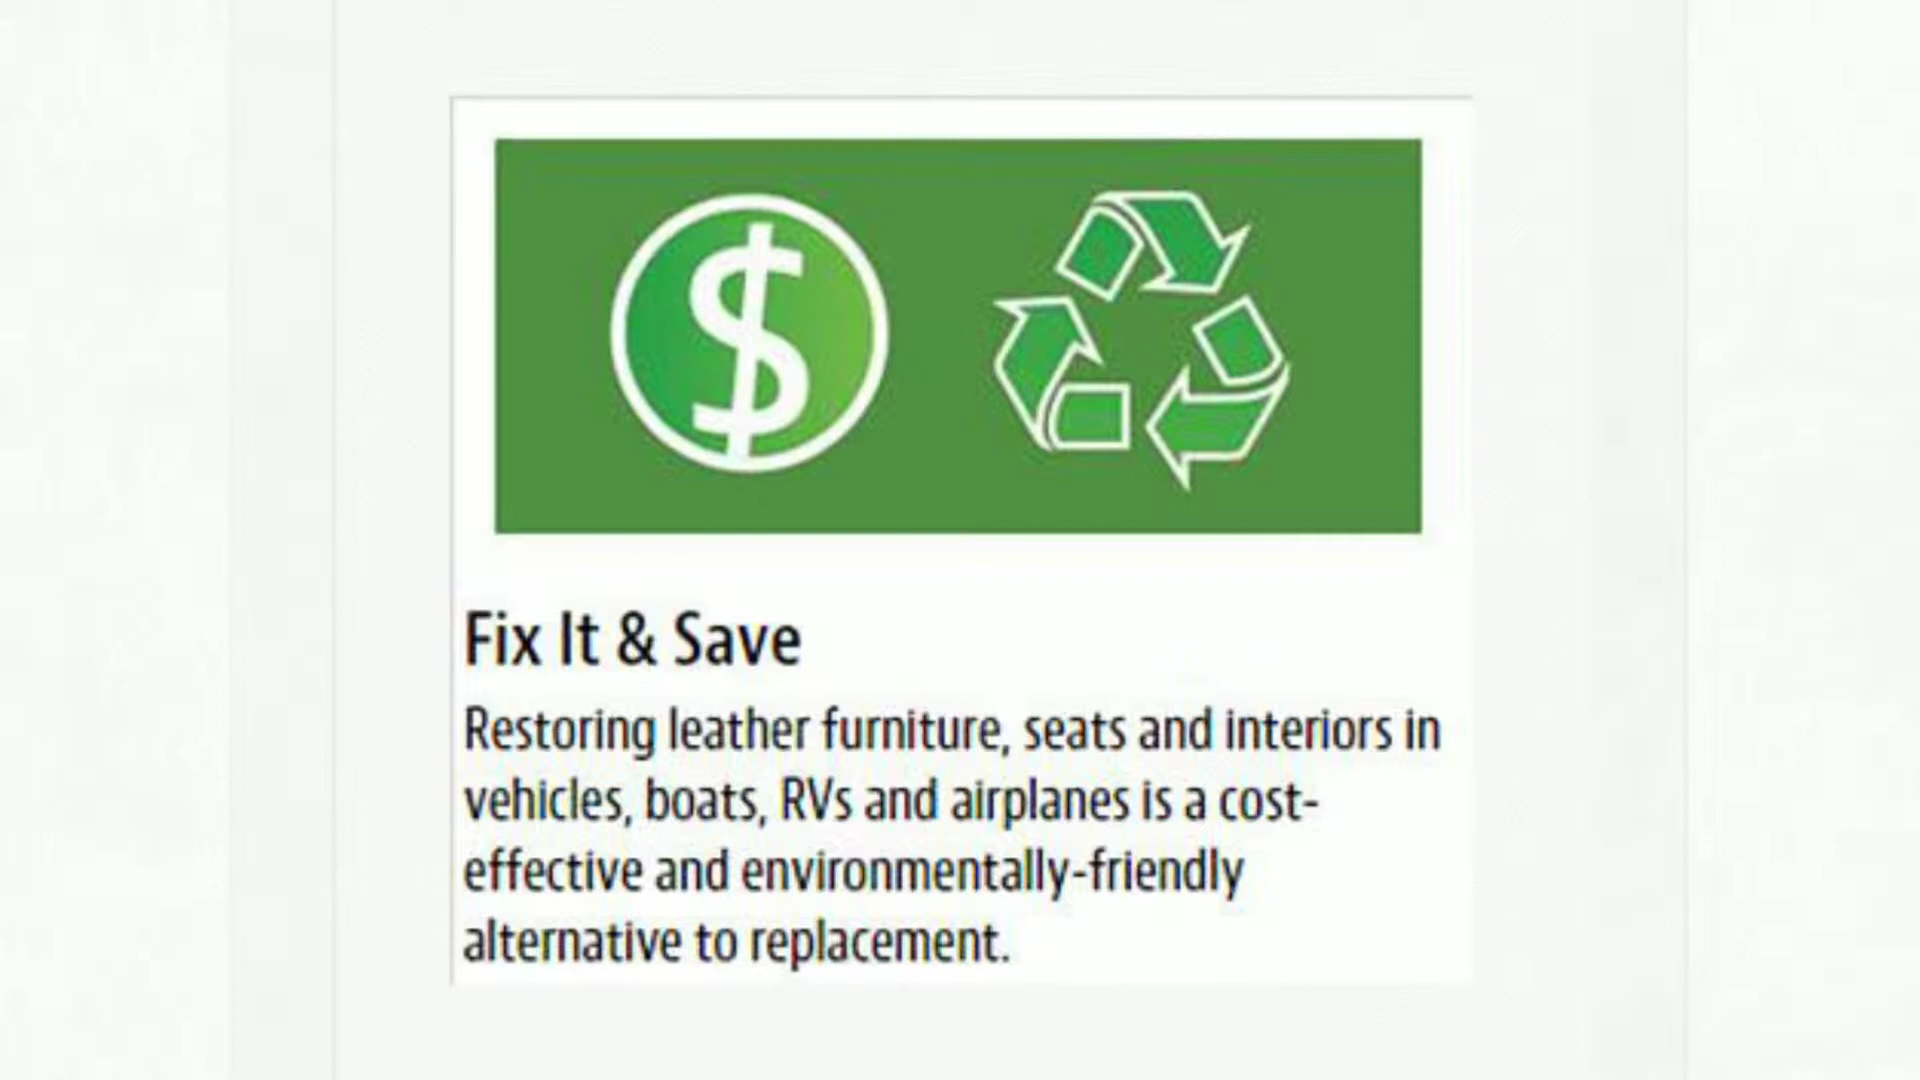 $
Fix It & Save
Restoring leather furniture, seats and interiors in
vehicles, boats, RVs and airplanes is a cost-
effective and environmentally-friendly
alternative to replacement.